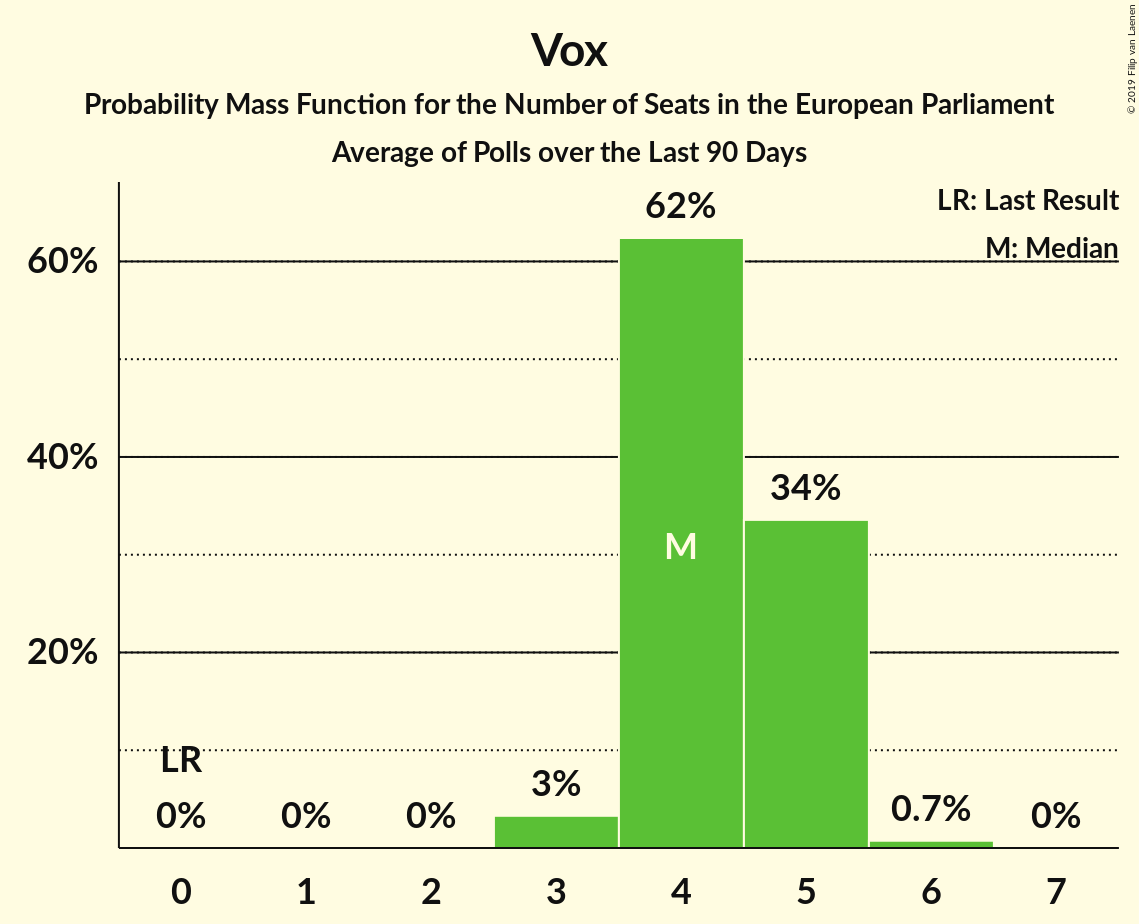 Vox
Probability Mass Function for the Number of Seats in the European Parliament
Average of Polls over the Last 90 Days
© 2019 Filip van Laenen
LR: Last Result
M: Median
62%
60%
34%
40%
M
20%
LR
0%
0%
0%
3%
0.7%
0%
0 1 2 3 4 5 6 7